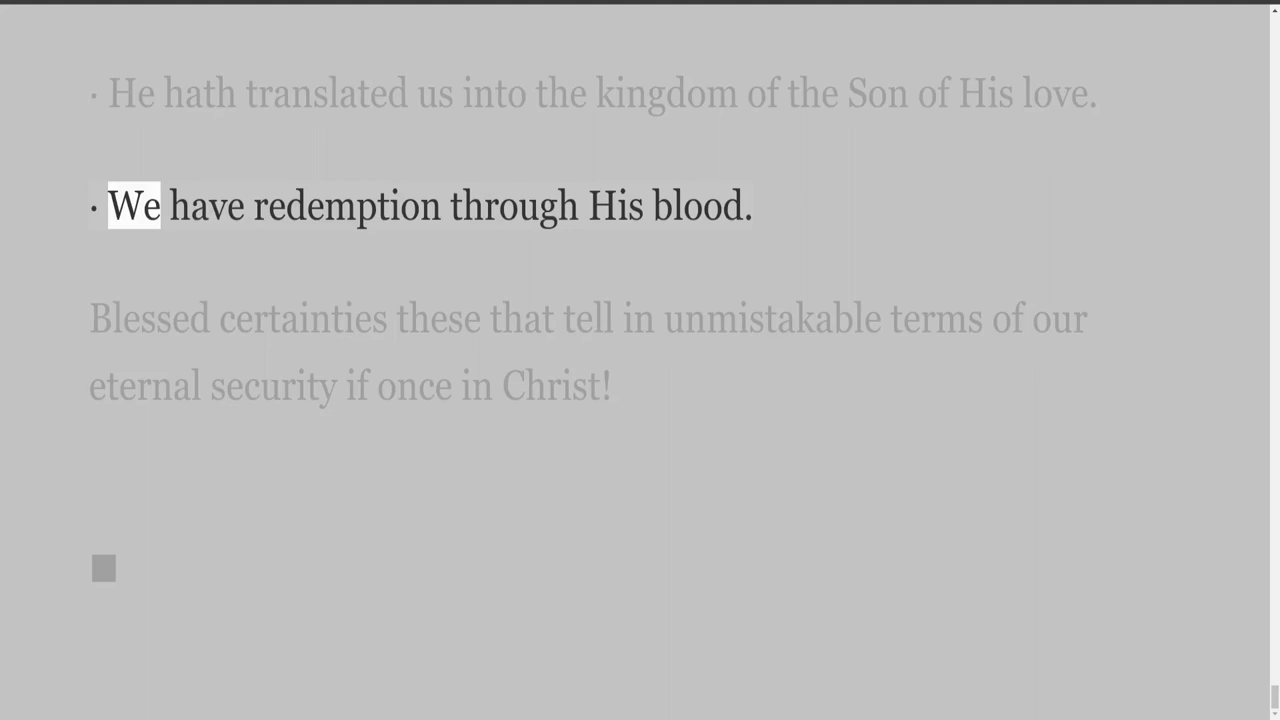 · He hath translated us into the kingdom of the Son of His love.
· We have redemption through His blood.
Blessed certainties these that tell in unmistakable terms of our
eternal security if once in Christ!